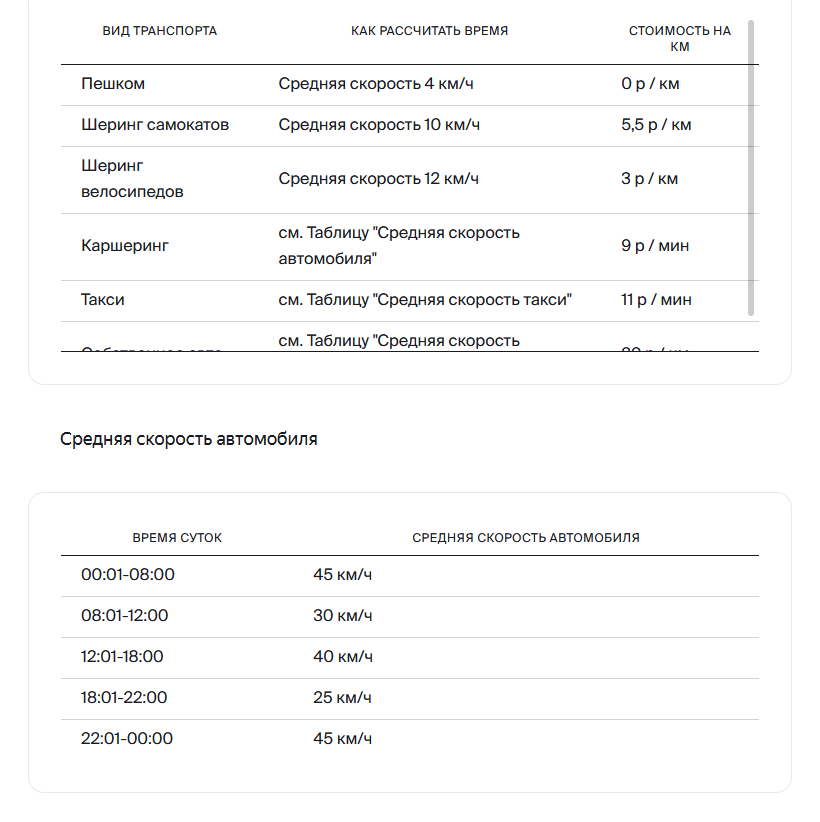 ВИД ТРАНСПОРТА КАК РАССЧИТАТЬ ВРЕМЯ СТОИМОСТЬ НА КМ
Пешком Средняя скорость 4 км/ч 0 р / км
Шеринг самокатов Средняя скорость 10 км/ч 5,5 р / км
Шеринг велосипедов Средняя скорость 12 км/ч 3 р / км
Каршеринг см. Таблицу "Средняя скорость автомобиля" 9 р / мин
Такси см. Таблицу "Средняя скорость такси" 11 р / мин
см. Таблицу "Средняя скорость
Средняя скорость автомобиля
ВРЕМЯ СУТОК СРЕДНЯЯ СКОРОСТЬ АВТОМОБИЛЯ
00:01-08:00 45 км/ч
08:01-12:00 30 км/ч
12:01-18:00 40 км/ч
18:01-22:00 25 км/ч
22:01-00:00 45 км/ч